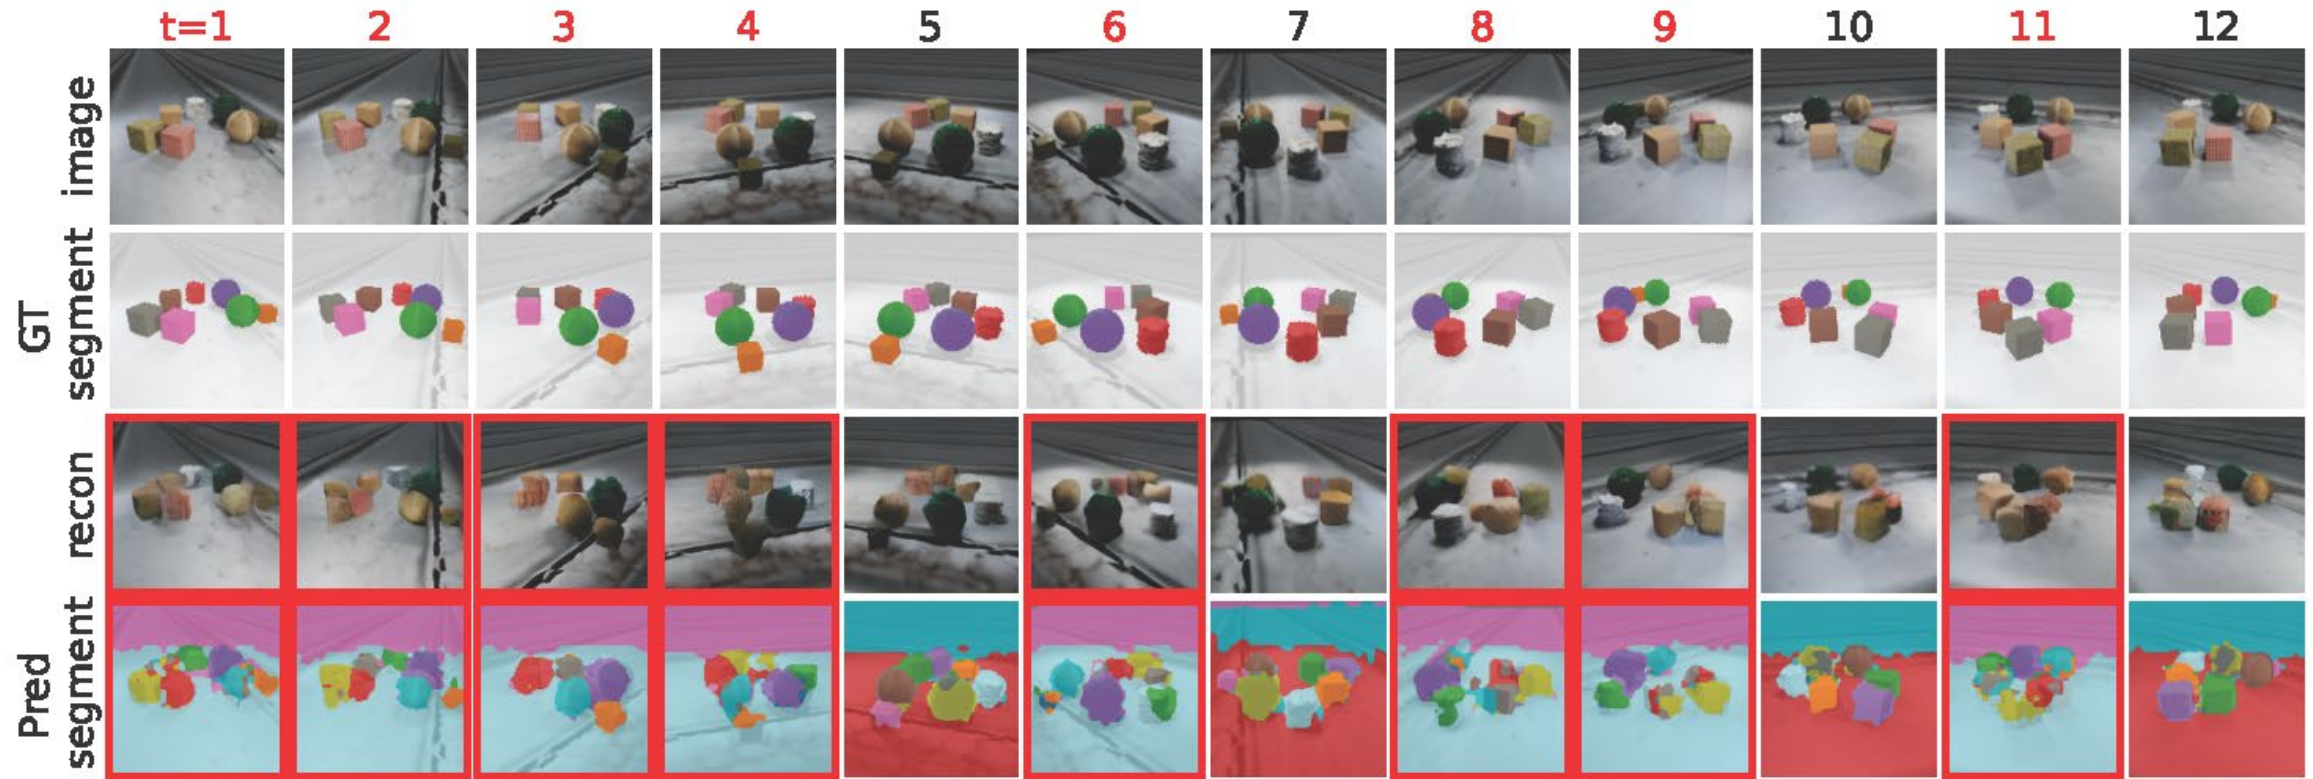 t=1 2 3 4 5 6 7 8 9 10 11 12
image
GT
segment
recon
Pred
segment